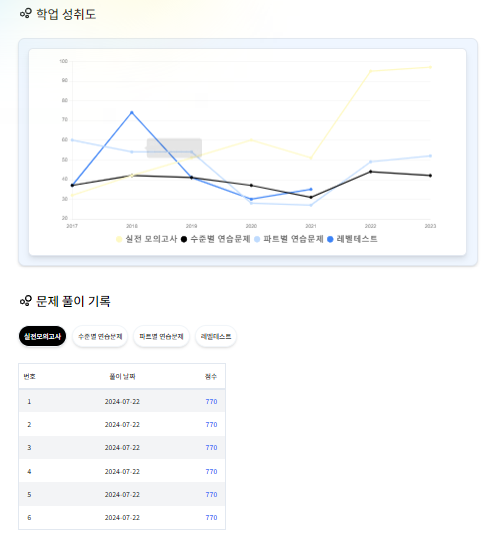 학업 성취도
100
90
80
70
60
50
40
30
20
2017 2018 2019 2020 2021 2022 2023
실전 모의고사 수준별 연습문제 파트별 연습문제 레벨테스트
문제 풀이 기록
실전모의고사 수준별 연습문제 파트별 연습문제 레벨테스트
번호 풀이 날짜 점수
1 2024-07-22 770
2 2024-07-22 770
3 2024-07-22 770
4 2024-07-22 770
5 2024-07-22 770
6 2024-07-22 770